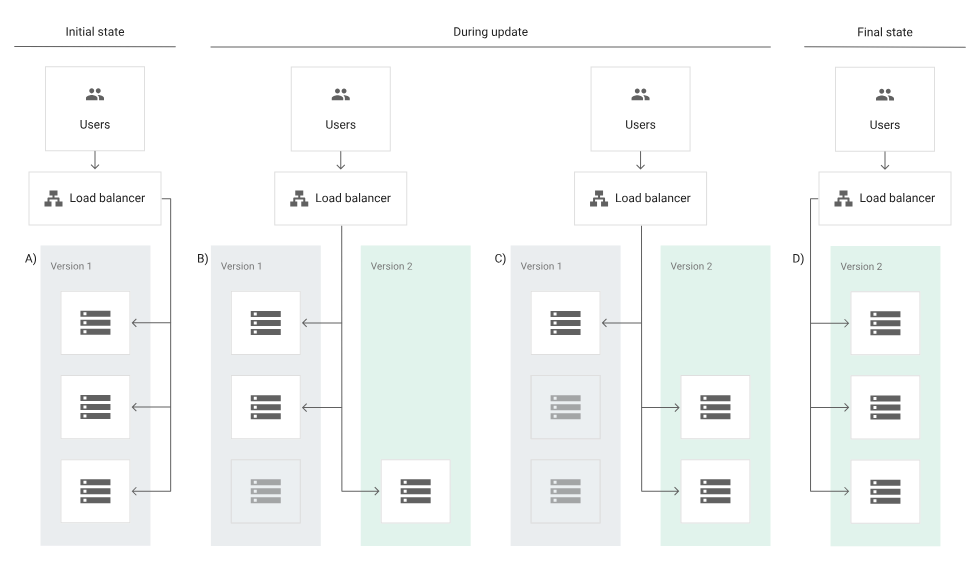 Initial state
During update
Final state
Users
Users
Users
Users
Load balancer
Load balancer
Load balancer
Load balancer
A)
Version 1
B)
Version 1
Version 2
C)
Version 1
Version 2
D)
Version 2